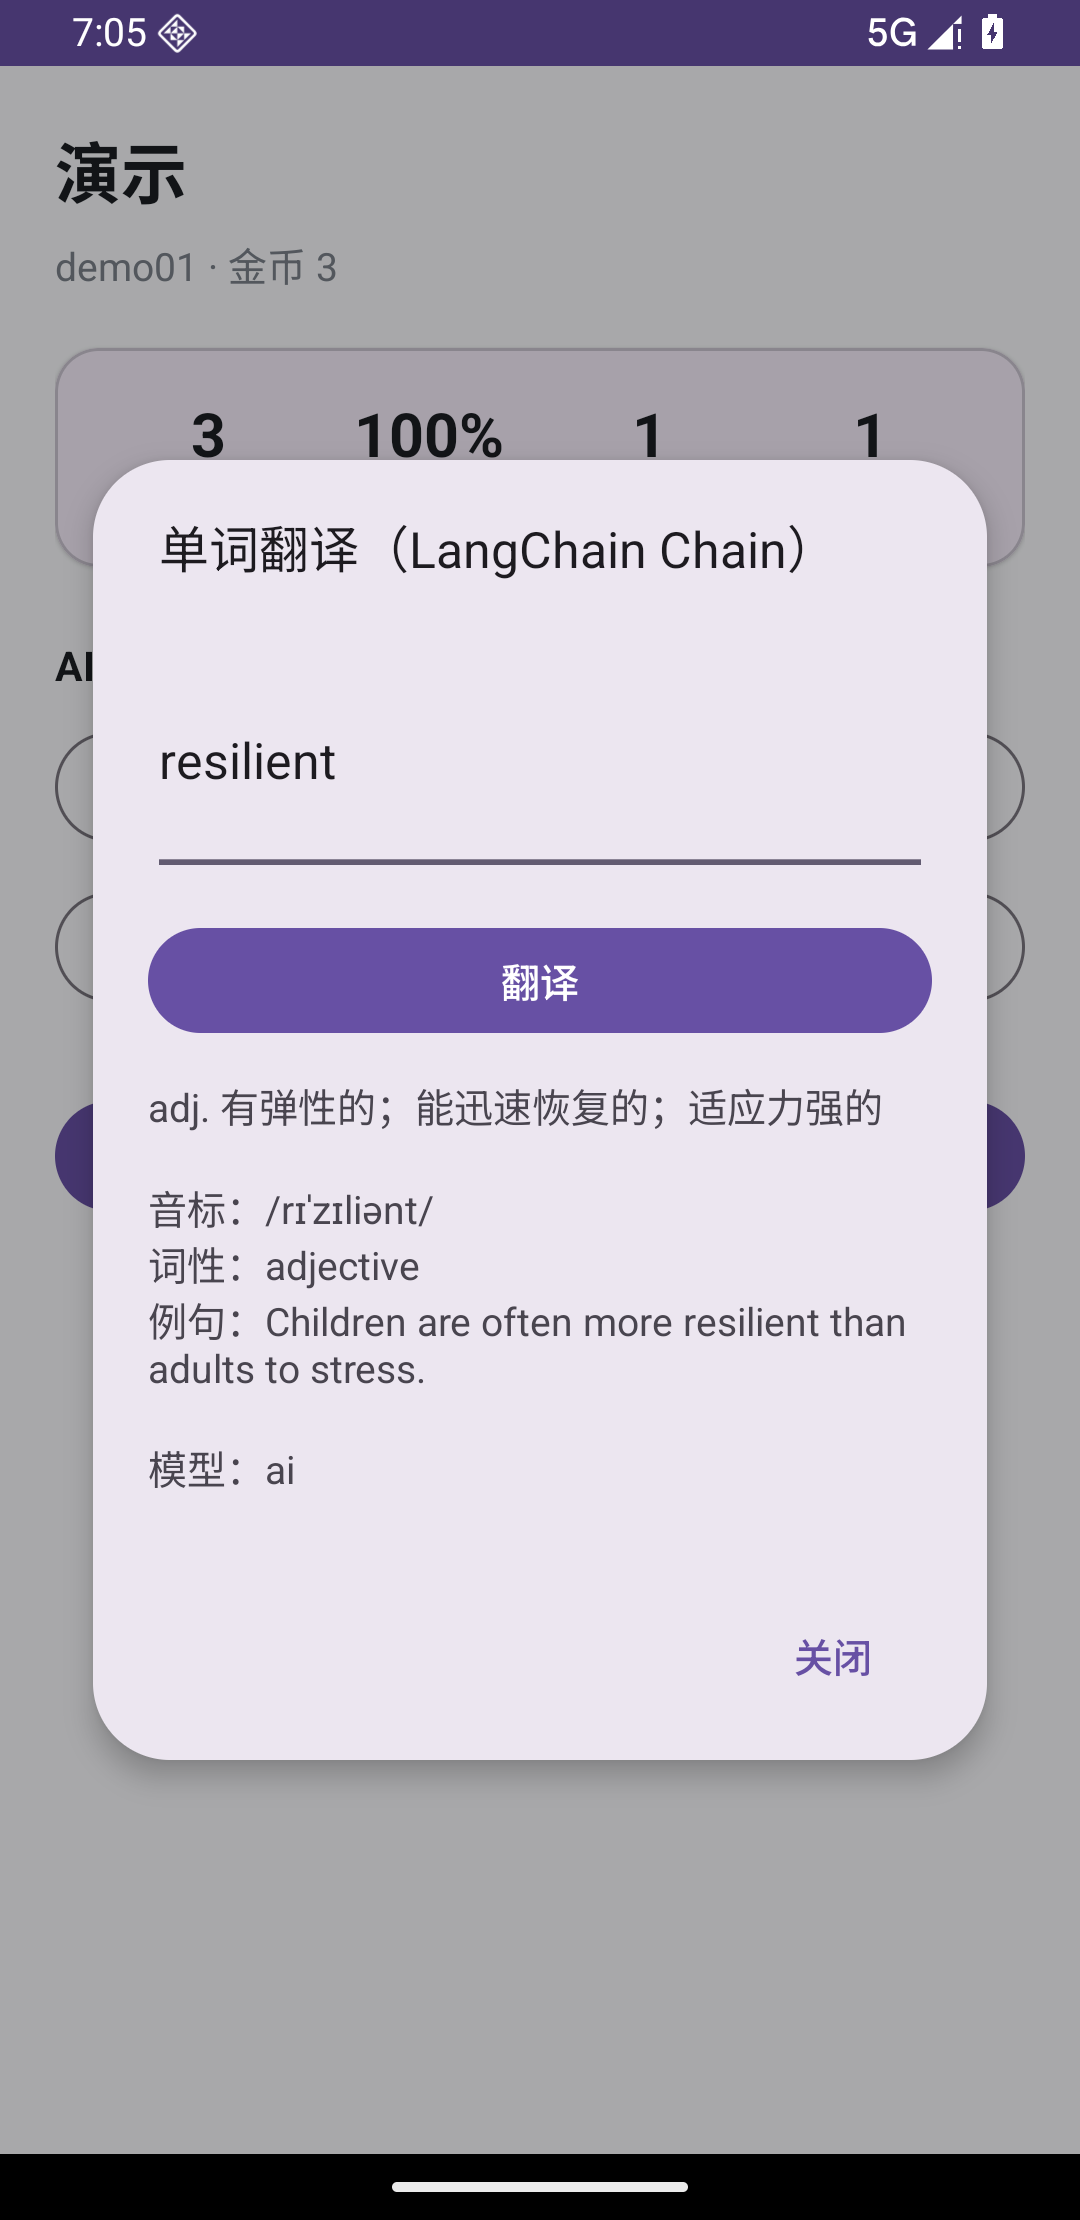 7:05
5G
演示
demo01 · 金币 3
3 100% 1 1
单词翻译（LangChain Chain）
AI
resilient
翻译
adj. 有弹性的；能迅速恢复的；适应力强的
音标：/rɪ'zɪliənt/
词性：adjective
例句：Children are often more resilient than
adults to stress.
模型：ai
关闭